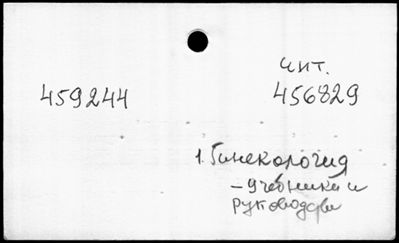 459244
чит.
456829
1. Гинекология
– учебники и
руководства